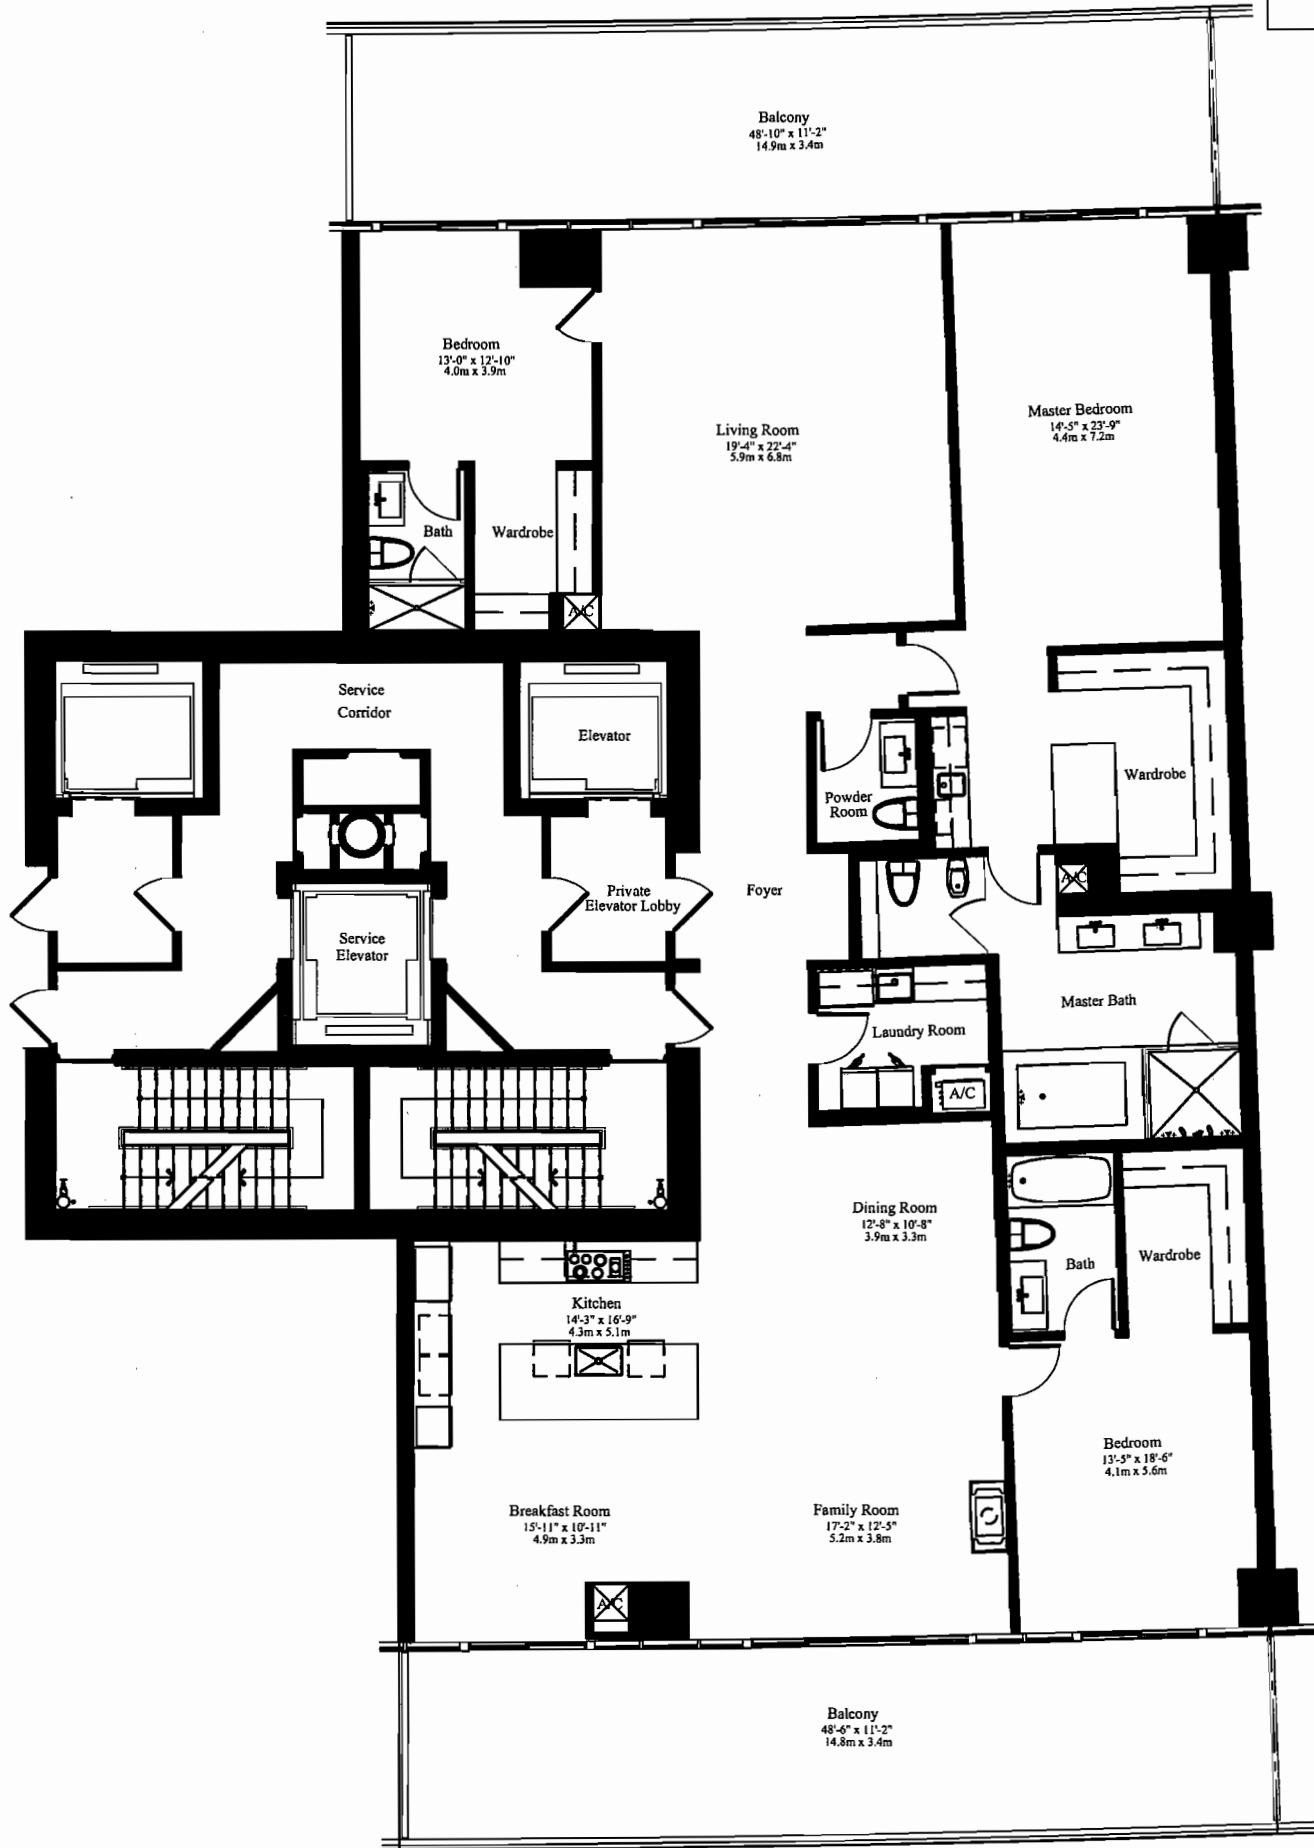 Balcony
48'-10" x 11'-2"
14.9m x 3.4m
Bedroom
13'-0" x 12'-10"
4.0m x 3.9m
Living Room
19'-4" x 22'-4"
5.9m x 6.8m
Master Bedroom
14'-5" x 23'-9"
4.4m x 7.2m
Bath
Wardrobe
A/C
Service
Corridor
Elevator
Wardrobe
Powder
Room
Private
Elevator Lobby
Foyer
A/C
Service
Elevator
Master Bath
Laundry Room
A/C
Dining Room
12'-8" x 10'-8"
3.9m x 3.3m
Bath
Wardrobe
Kitchen
14'-3" x 16'-9"
4.3m x 5.1m
Bedroom
13'-5" x 18'-6"
4.1m x 5.6m
Breakfast Room
15'-11" x 10'-11"
4.9m x 3.3m
Family Room
17'-2" x 12'-5"
5.2m x 3.8m
A/C
Balcony
48'-6" x 11'-2"
14.8m x 3.4m